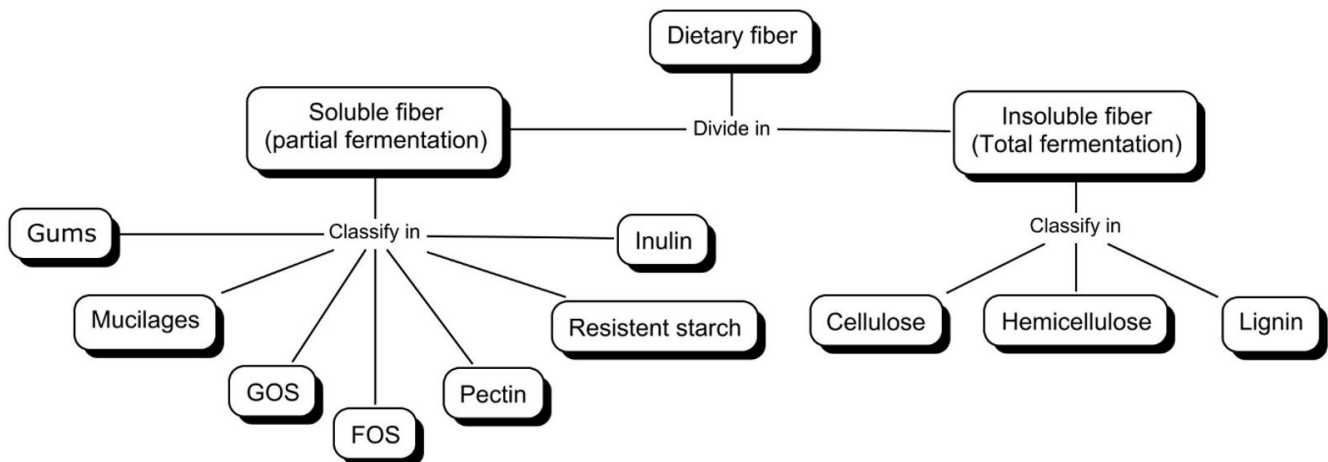 Dietary fiber
Soluble fiber
(partial fermentation)
Divide in
Insoluble fiber
(Total fermentation)
Gums
Classify in
Inulin
Classify in
Mucilages
Resistent starch
Cellulose
Hemicellulose
Lignin
GOS
Pectin
FOS